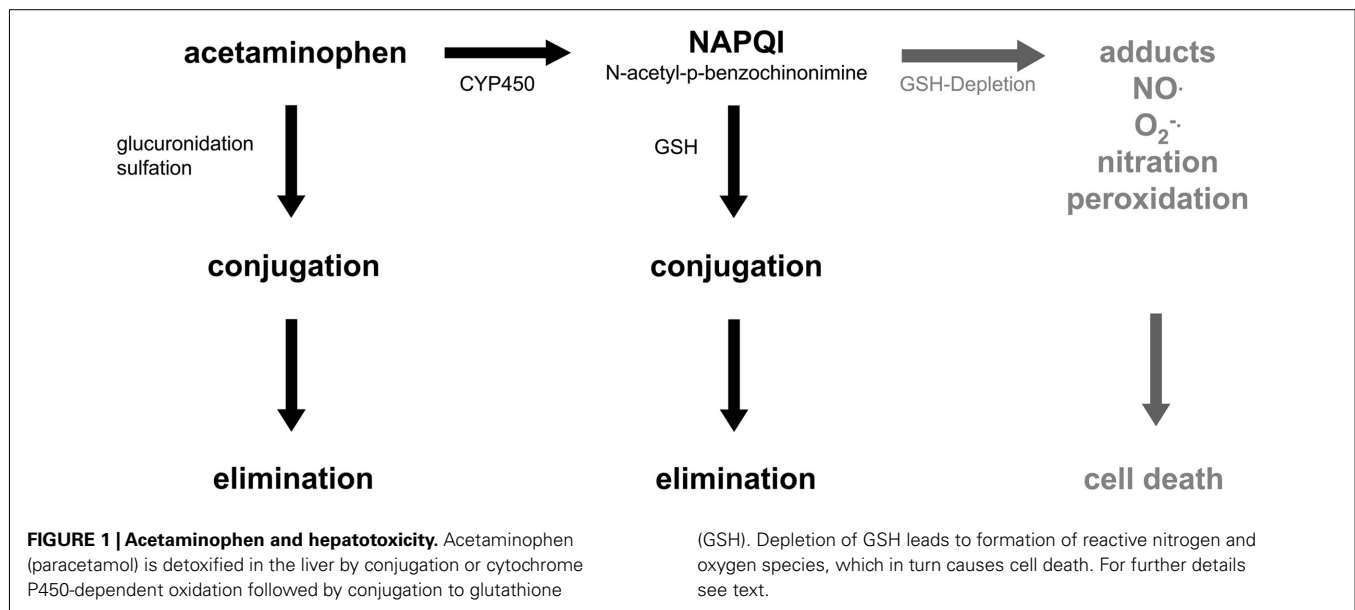 acetaminophen
CYP450
NAPQI
N-acetyl-p-benzochinonimine
GSH-Depletion
adducts
NO·
O₂⁻·
nitration
peroxidation
glucuronidation
sulfation
GSH
conjugation
conjugation
elimination
elimination
cell death
FIGURE 1 | Acetaminophen and hepatotoxicity. Acetaminophen
(paracetamol) is detoxified in the liver by conjugation or cytochrome
P450-dependent oxidation followed by conjugation to glutathione
(GSH). Depletion of GSH leads to formation of reactive nitrogen and
oxygen species, which in turn causes cell death. For further details
see text.